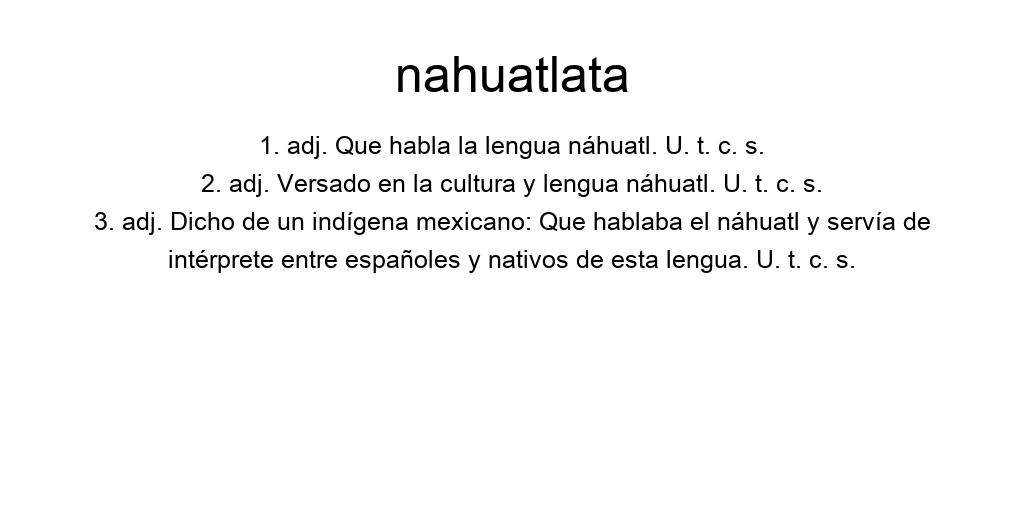 nahuatlata
1. adj. Que habla la lengua náhuatl. U. t. c. s.
2. adj. Versado en la cultura y lengua náhuatl. U. t. c. s.
3. adj. Dicho de un indígena mexicano: Que hablaba el náhuatl y servía de
intérprete entre españoles y nativos de esta lengua. U. t. c. s.